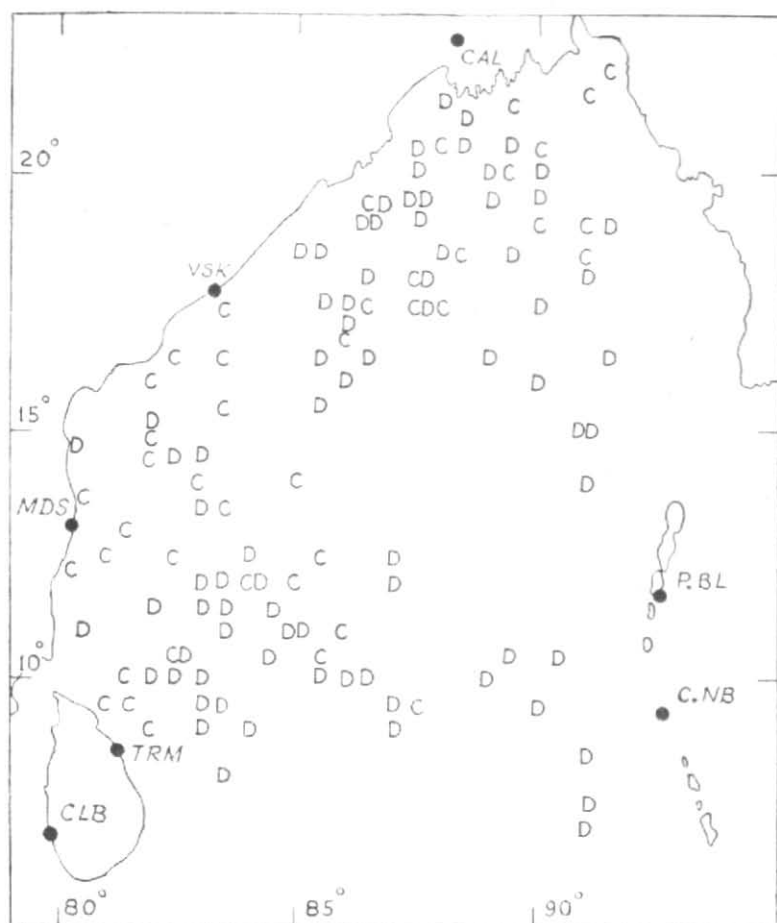 CAL
C
D C D
D
D C D D C
D D C D
C D D D D D
C D D D C C D
D D D C D C
D C D D
VSK
20°
C D D C C D C D
D
C
C C D D D D
C D D
C D
15°
D D D D
C
C D D
C C D
C D C
MDS
C
C C D C D
C D C C D C D
P.BL
D D D D
D D D D C
C D D C D D
10°
C D D D D D D D
C C D C D C D
C.NB
C D D D
TRM
D
D
D
CLB
D
80° 85° 90°